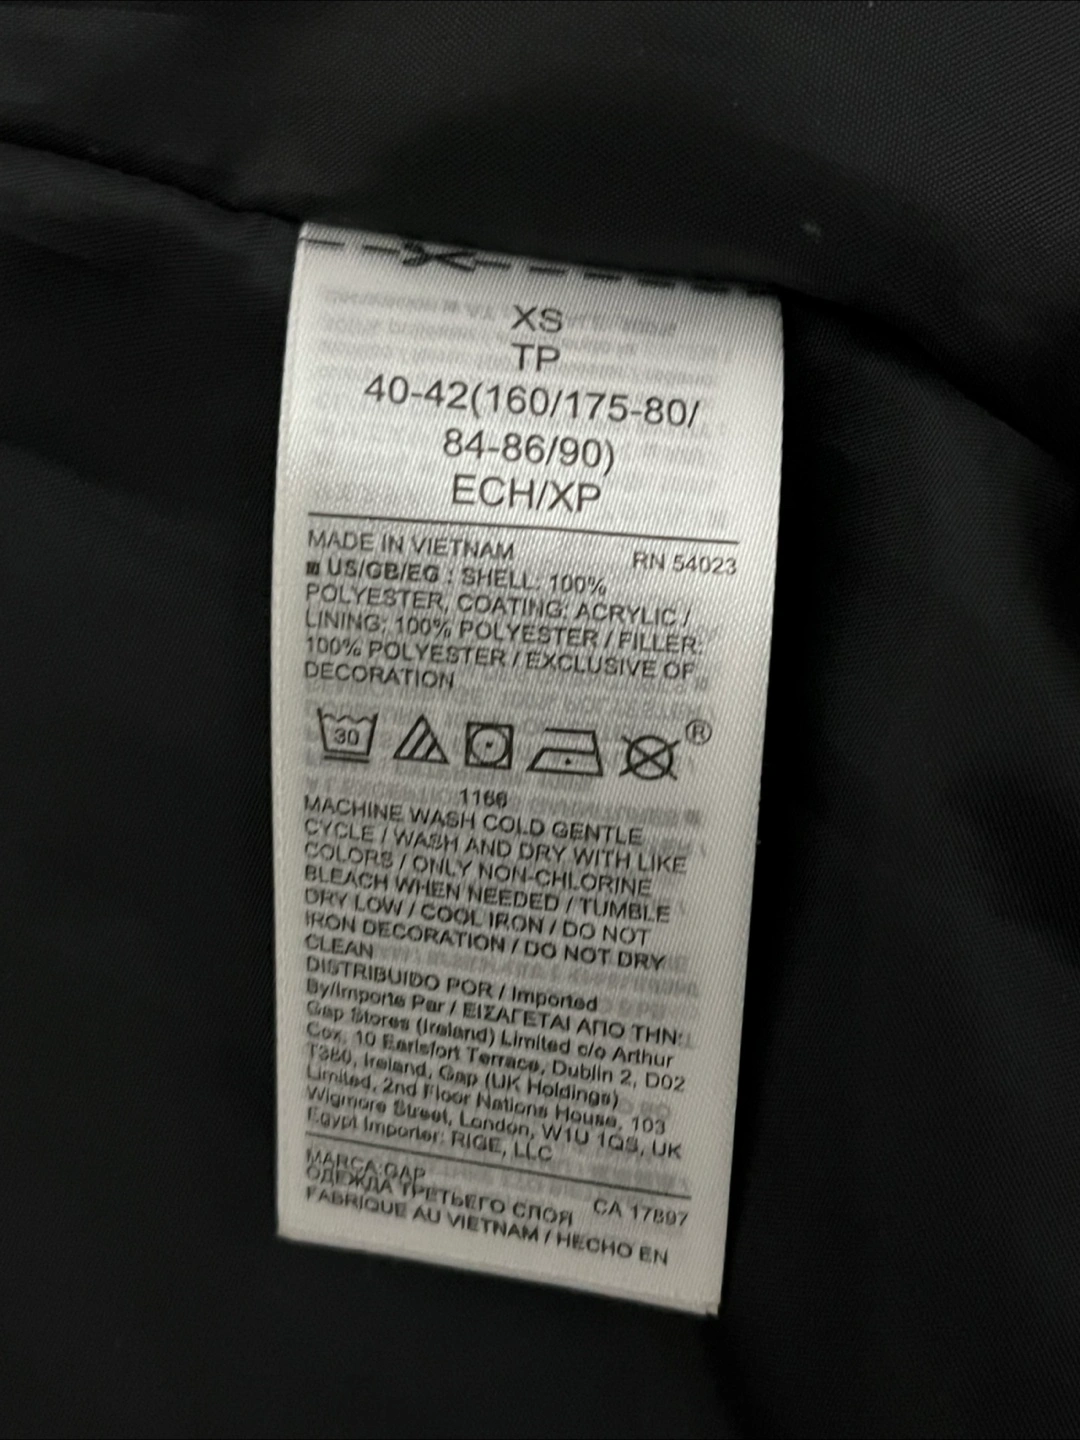 XS
TP
40-42(160/175-80/
84-86/90)
ECH/XP
MADE IN VIETNAM RN 54023
US/GB/EG : SHELL: 100%
POLYESTER, COATING: ACRYLIC /
LINING: 100% POLYESTER / FILLER:
100% POLYESTER / EXCLUSIVE OF
DECORATION
30
®
1166
MACHINE WASH COLD GENTLE
CYCLE / WASH AND DRY WITH LIKE
COLORS / ONLY NON-CHLORINE
BLEACH WHEN NEEDED / TUMBLE
DRY LOW / COOL IRON / DO NOT
IRON DECORATION / DO NOT DRY
CLEAN
DISTRIBUIDO POR / Imported
By/Importe Par / ΕΙΣΑΓΕΤΑΙ ΑΠΟ ΤΗΝ:
Gap Stores (Ireland) Limited c/o Arthur
Cox, 10 Earlsfort Terrace, Dublin 2, D02
T380, Ireland, Gap (UK Holdings)
Limited, 2nd Floor Nations House, 103
Wigmore Street, London, W1U 1QS, UK
Egypt Importer: RIGE, LLC
MARCA:GAP
ОДЕЖДА ТРЕТЬЕГО СЛОЯ CA 17897
FABRIQUE AU VIETNAM / HECHO EN